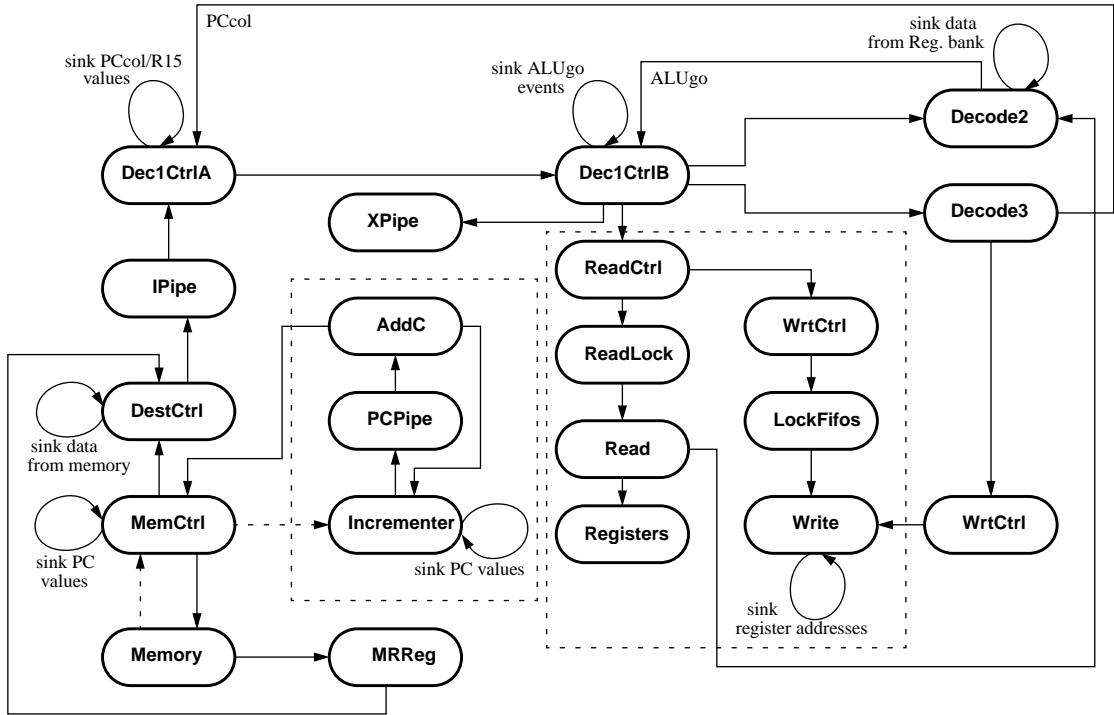 PCcol
sink data
from Reg. bank
sink PCcol/R15
values
sink ALUgo
events
ALUgo
Decode2
Dec1CtrlA
Dec1CtrlB
XPipe
Decode3
IPipe
ReadCtrl
AddC
WrtCtrl
ReadLock
DestCtrl
PCPipe
LockFifos
Read
sink data
from memory
MemCtrl
Incrementer
Registers
Write
WrtCtrl
sink PC
values
sink PC values
sink
register addresses
Memory
MRReg